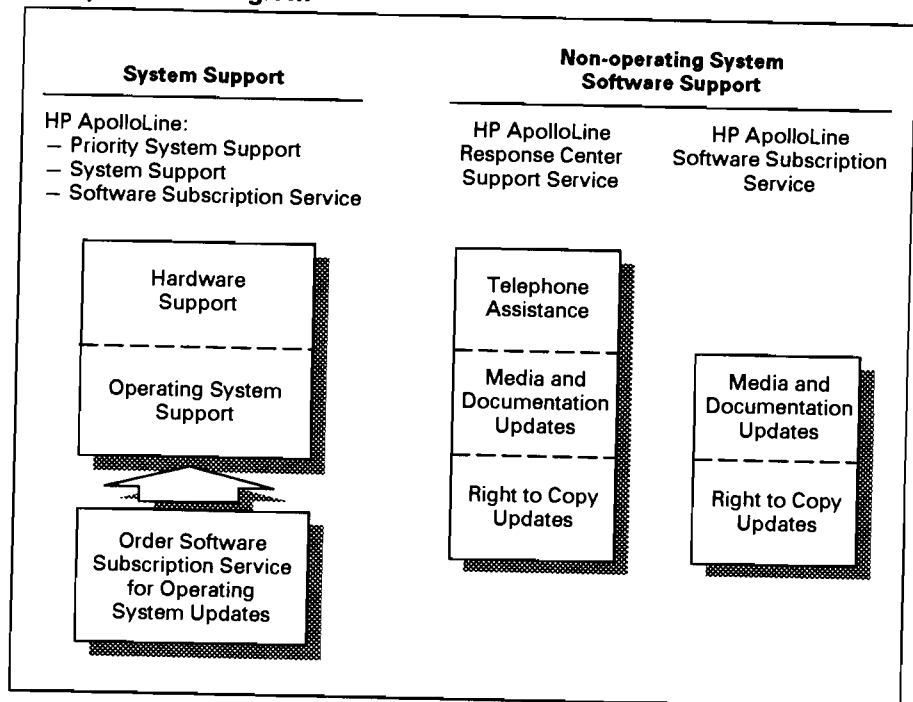 System Support
HP ApolloLine:
– Priority System Support
– System Support
– Software Subscription Service
Hardware
Support
Operating System
Support
Order Software
Subscription Service
for Operating
System Updates
Non-operating System
Software Support
HP ApolloLine
Response Center
Support Service
Telephone
Assistance
Media and
Documentation
Updates
Right to Copy
Updates
HP ApolloLine
Software Subscription
Service
Media and
Documentation
Updates
Right to Copy
Updates